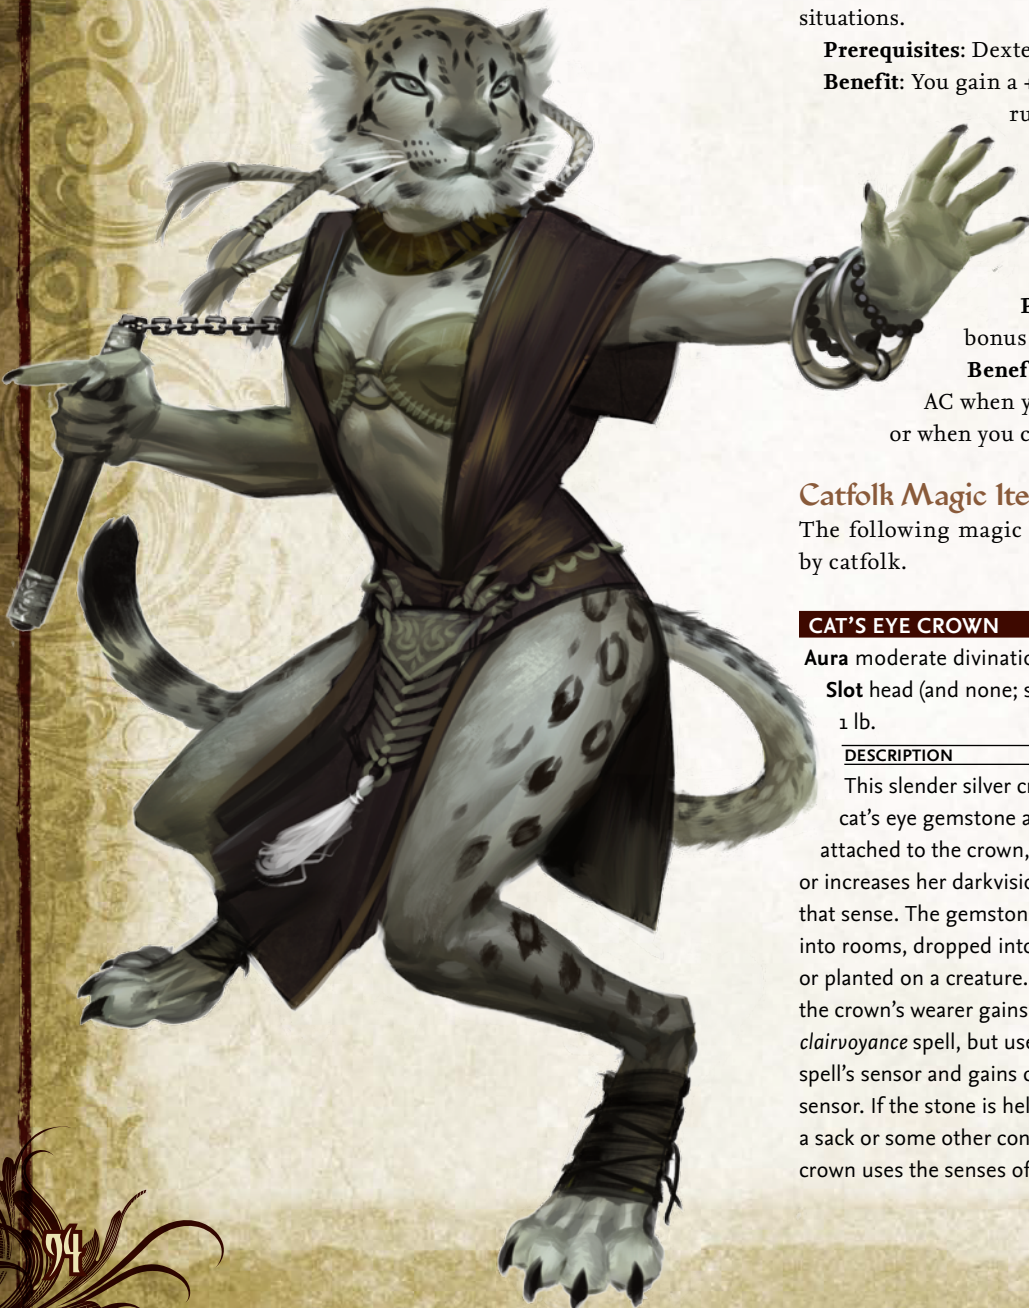 situations.
Prerequisites: Dexte
Benefit: You gain a +
ru
bonus
Benef
AC when y
or when you c
Catfolk Magic Ite
The following magic
by catfolk.
CAT'S EYE CROWN
Aura moderate divinatio
Slot head (and none; s
1 lb.
DESCRIPTION
This slender silver cr
cat's eye gemstone a
attached to the crown,
or increases her darkvisio
that sense. The gemston
into rooms, dropped into
or planted on a creature.
the crown's wearer gains
clairvoyance spell, but use
spell's sensor and gains d
sensor. If the stone is hel
a sack or some other con
crown uses the senses of
94